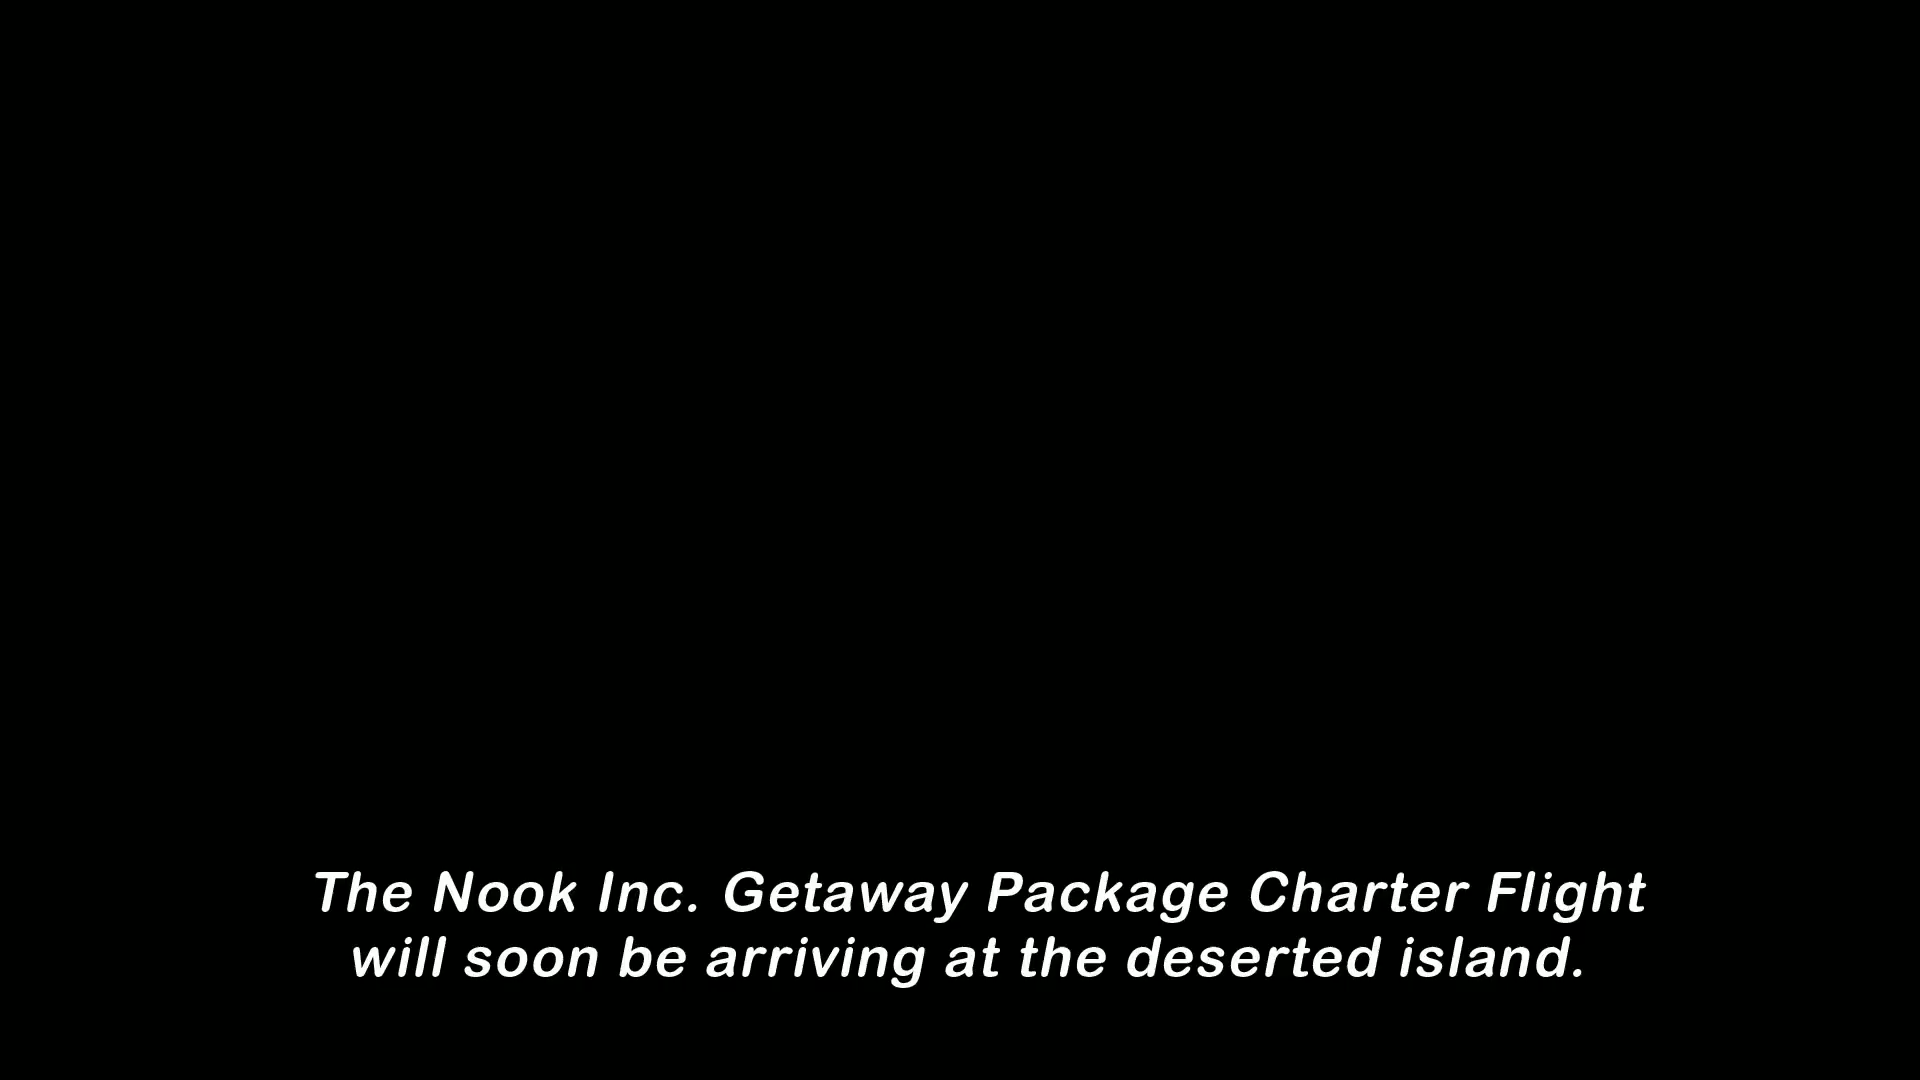 The Nook Inc. Getaway Package Charter Flight
will soon be arriving at the deserted island.